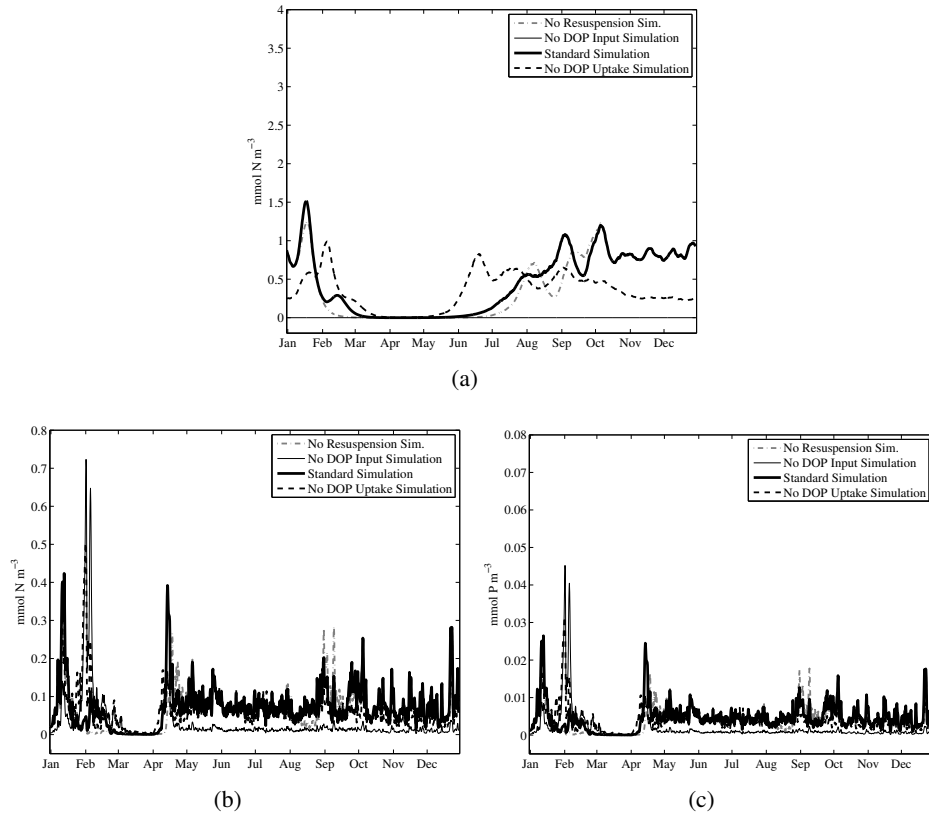 4
3.5
3
2.5
2
1.5
1
0.5
0
mmol N m⁻³
No Resuspension Sim.
No DOP Input Simulation
Standard Simulation
No DOP Uptake Simulation
Jan Feb Mar Apr May Jun Jul Aug Sep Oct Nov Dec
(a)
0.8
0.7
0.6
0.5
0.4
0.3
0.2
0.1
0
mmol N m⁻³
No Resuspension Sim.
No DOP Input Simulation
Standard Simulation
No DOP Uptake Simulation
Jan Feb Mar Apr May Jun Jul Aug Sep Oct Nov Dec
(b)
0.08
0.07
0.06
0.05
0.04
0.03
0.02
0.01
0
mmol P m⁻³
No Resuspension Sim.
No DOP Input Simulation
Standard Simulation
No DOP Uptake Simulation
Jan Feb Mar Apr May Jun Jul Aug Sep Oct Nov Dec
(c)